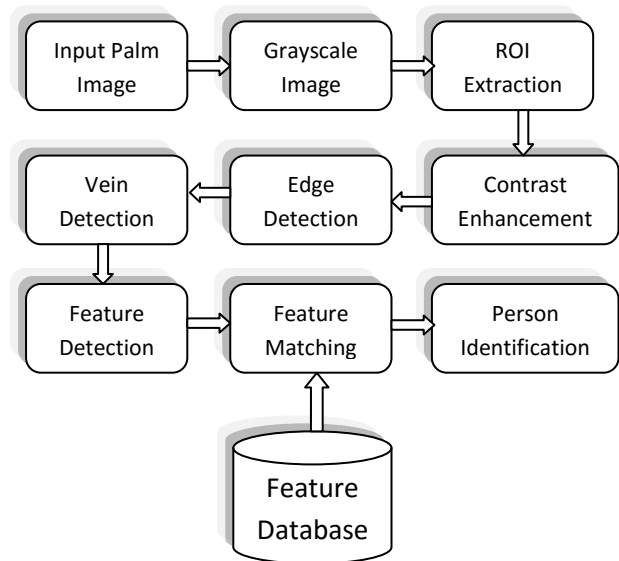 Input Palm
Image
Grayscale
Image
ROI
Extraction
Vein
Detection
Edge
Detection
Contrast
Enhancement
Feature
Detection
Feature
Matching
Person
Identification
Feature
Database